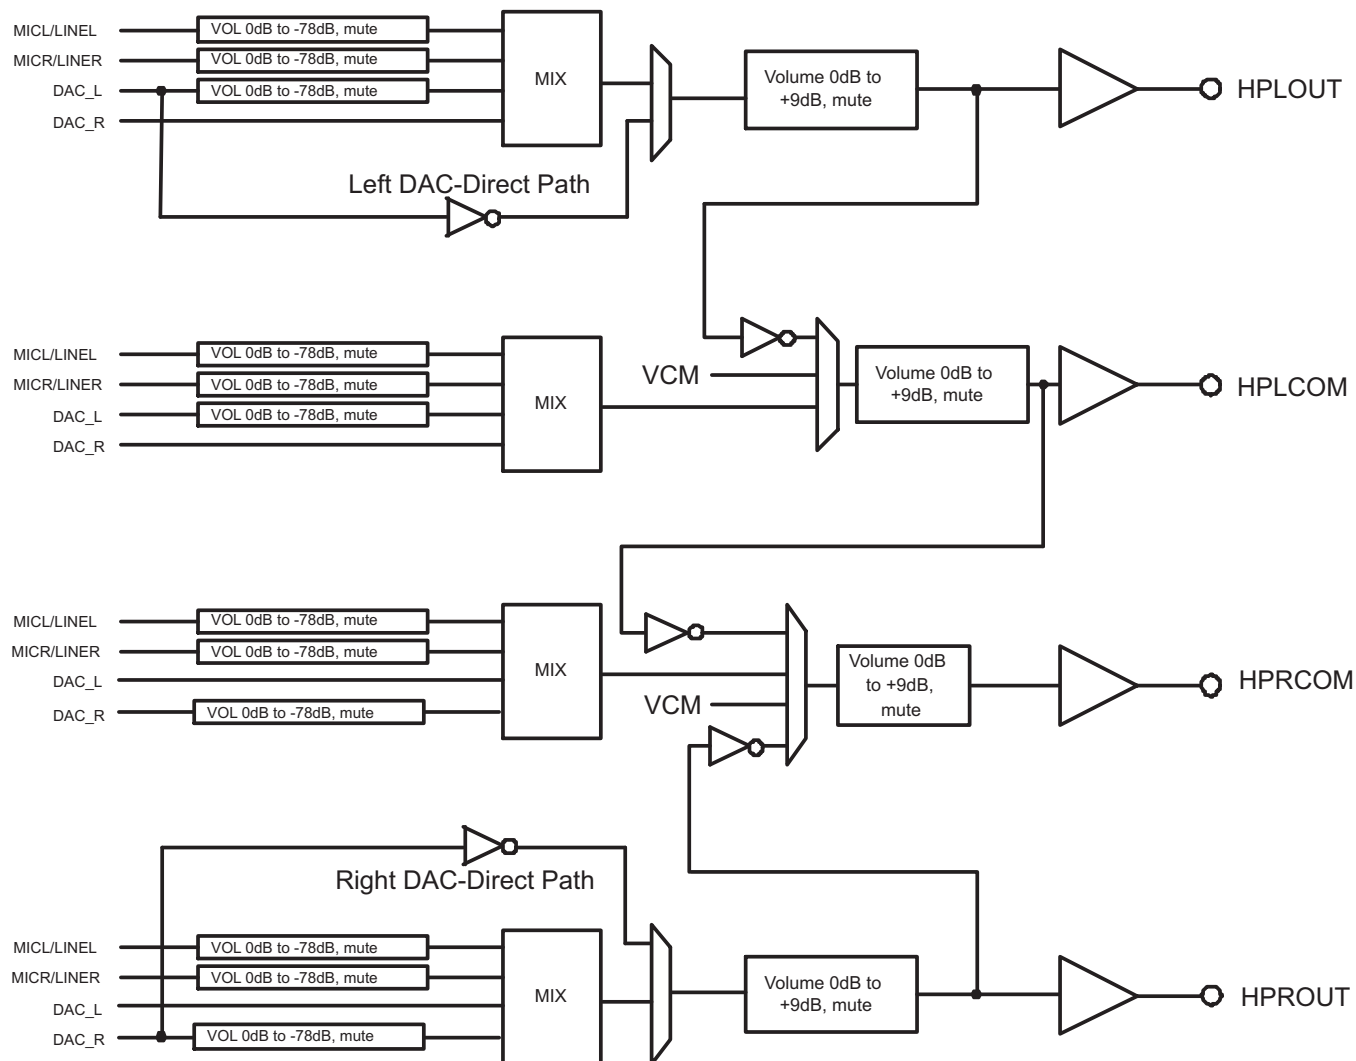 MICL/LINEL
VOL 0dB to -78dB, mute
MICR/LINER
VOL 0dB to -78dB, mute
DAC_L
VOL 0dB to -78dB, mute
DAC_R
MIX
Volume 0dB to
+9dB, mute
HPLOUT
Left DAC-Direct Path
MICL/LINEL
VOL 0dB to -78dB, mute
MICR/LINER
VOL 0dB to -78dB, mute
DAC_L
VOL 0dB to -78dB, mute
DAC_R
MIX
VCM
Volume 0dB to
+9dB, mute
HPLCOM
MICL/LINEL
VOL 0dB to -78dB, mute
MICR/LINER
VOL 0dB to -78dB, mute
DAC_L
DAC_R
VOL 0dB to -78dB, mute
MIX
VCM
Volume 0dB
to +9dB,
mute
HPRCOM
Right DAC-Direct Path
MICL/LINEL
VOL 0dB to -78dB, mute
MICR/LINER
VOL 0dB to -78dB, mute
DAC_L
DAC_R
VOL 0dB to -78dB, mute
MIX
Volume 0dB to
+9dB, mute
HPROUT